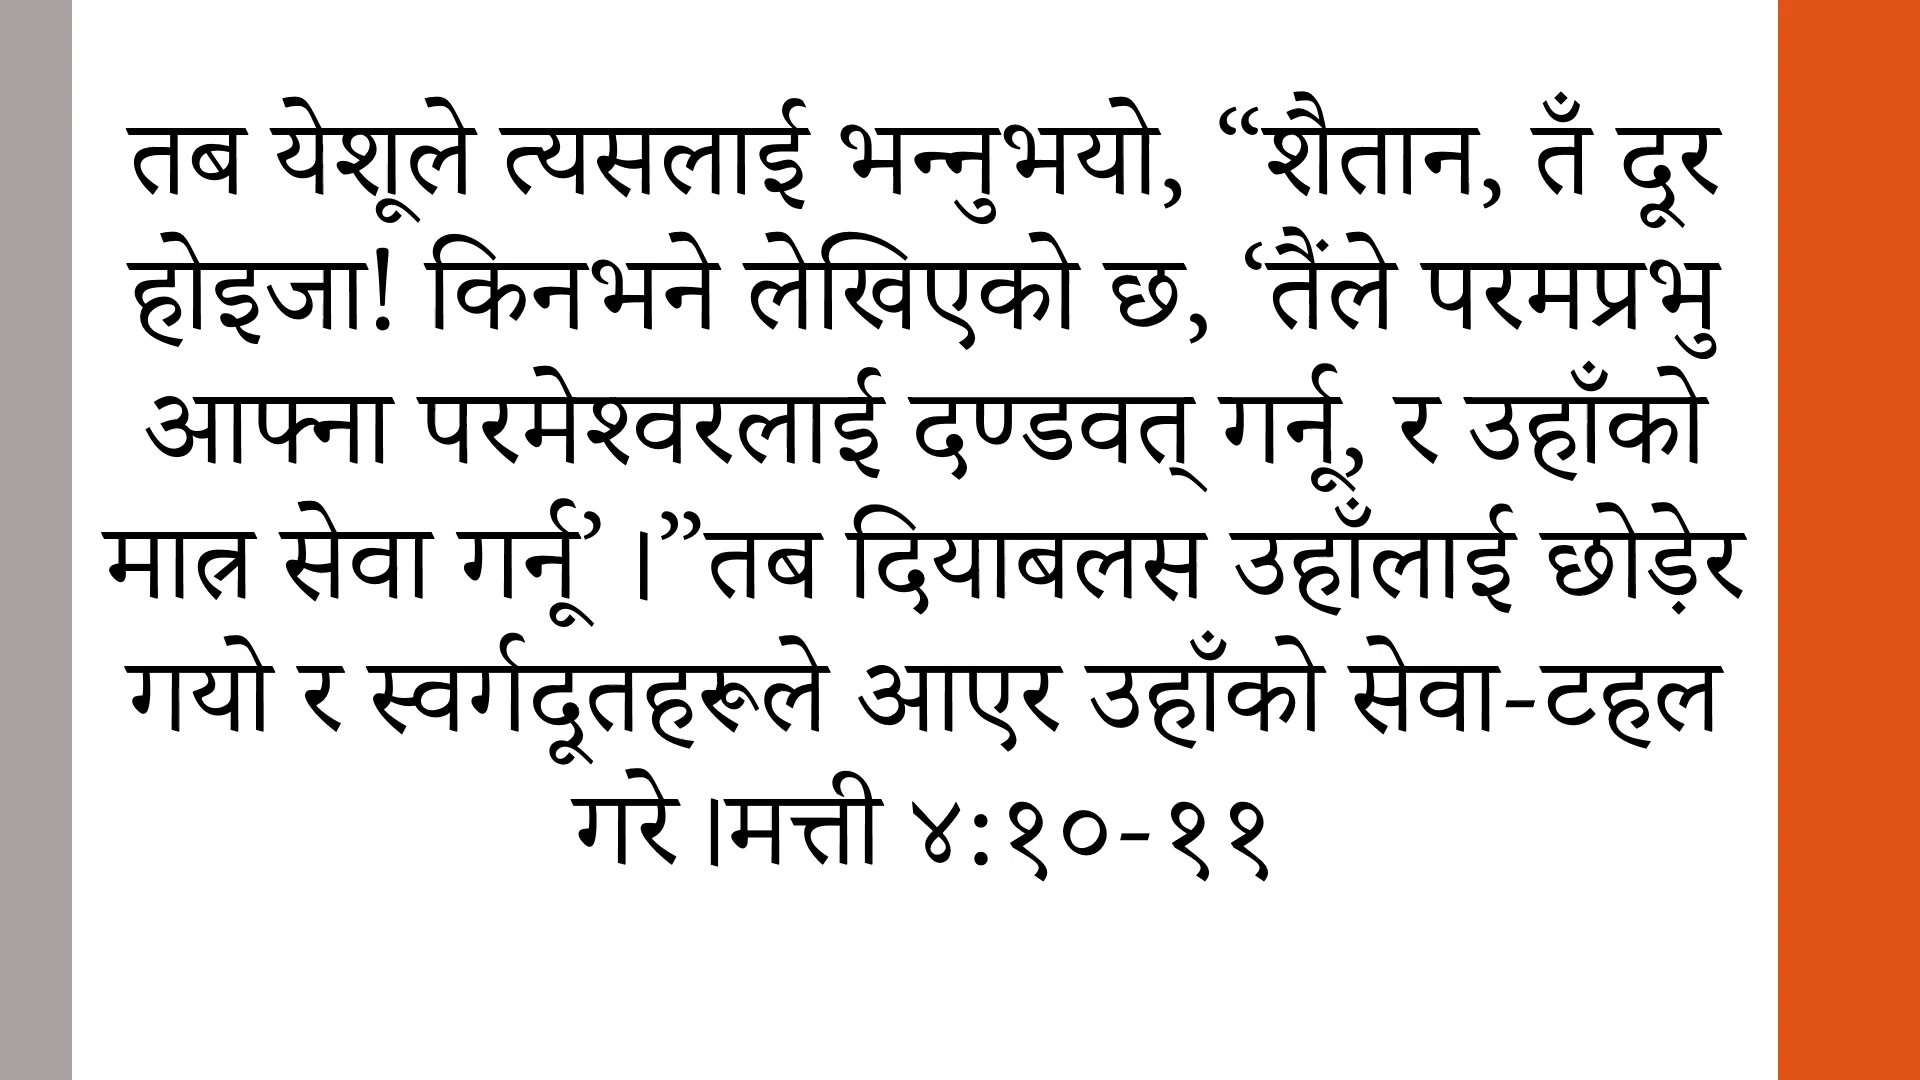 तब येशूले त्यसलाई भन्नुभयो, “शैतान, तँ दूर
होइजा! किनभने लेखिएको छ, ‘तैंले परमप्रभु
आफ्ना परमेश्वरलाई दण्डवत् गर्नू, र उहाँको
मात्र सेवा गर्नू’ ।”तब दियाबलस उहाँलाई छोड़ेर
गयो र स्वर्गदूतहरूले आएर उहाँको सेवा-टहल
गरे।मत्ती ४:१०-११